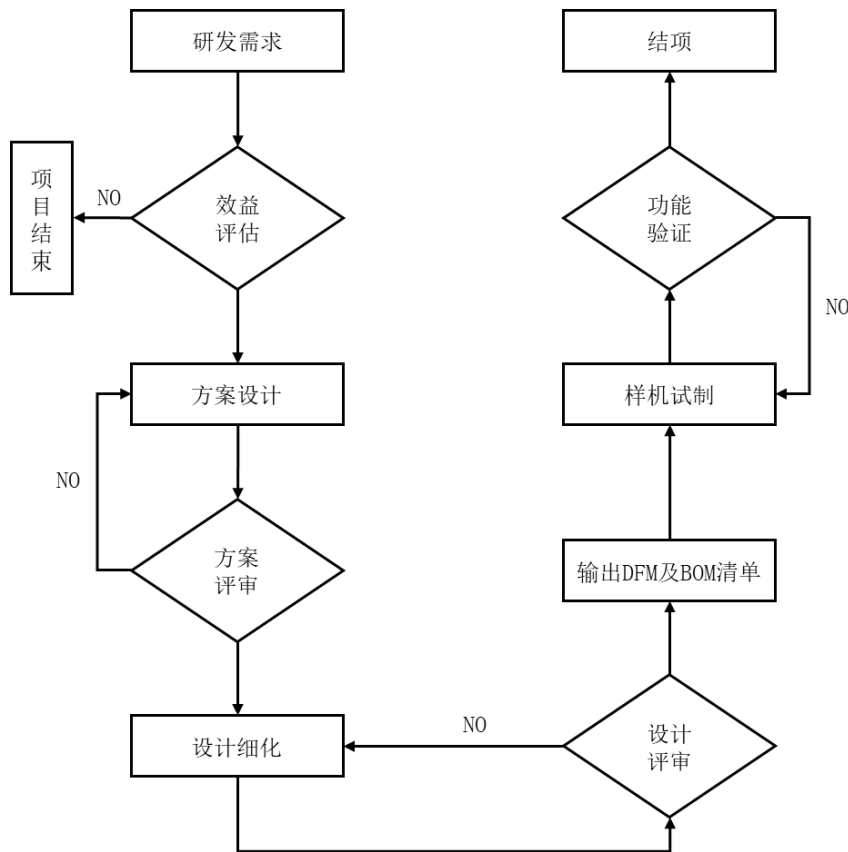 研发需求
效益
评估
NO
项
目
结
束
方案设计
NO
方案
评审
设计细化
NO
设计
评审
输出DFM及BOM清单
样机试制
NO
功能
验证
结项